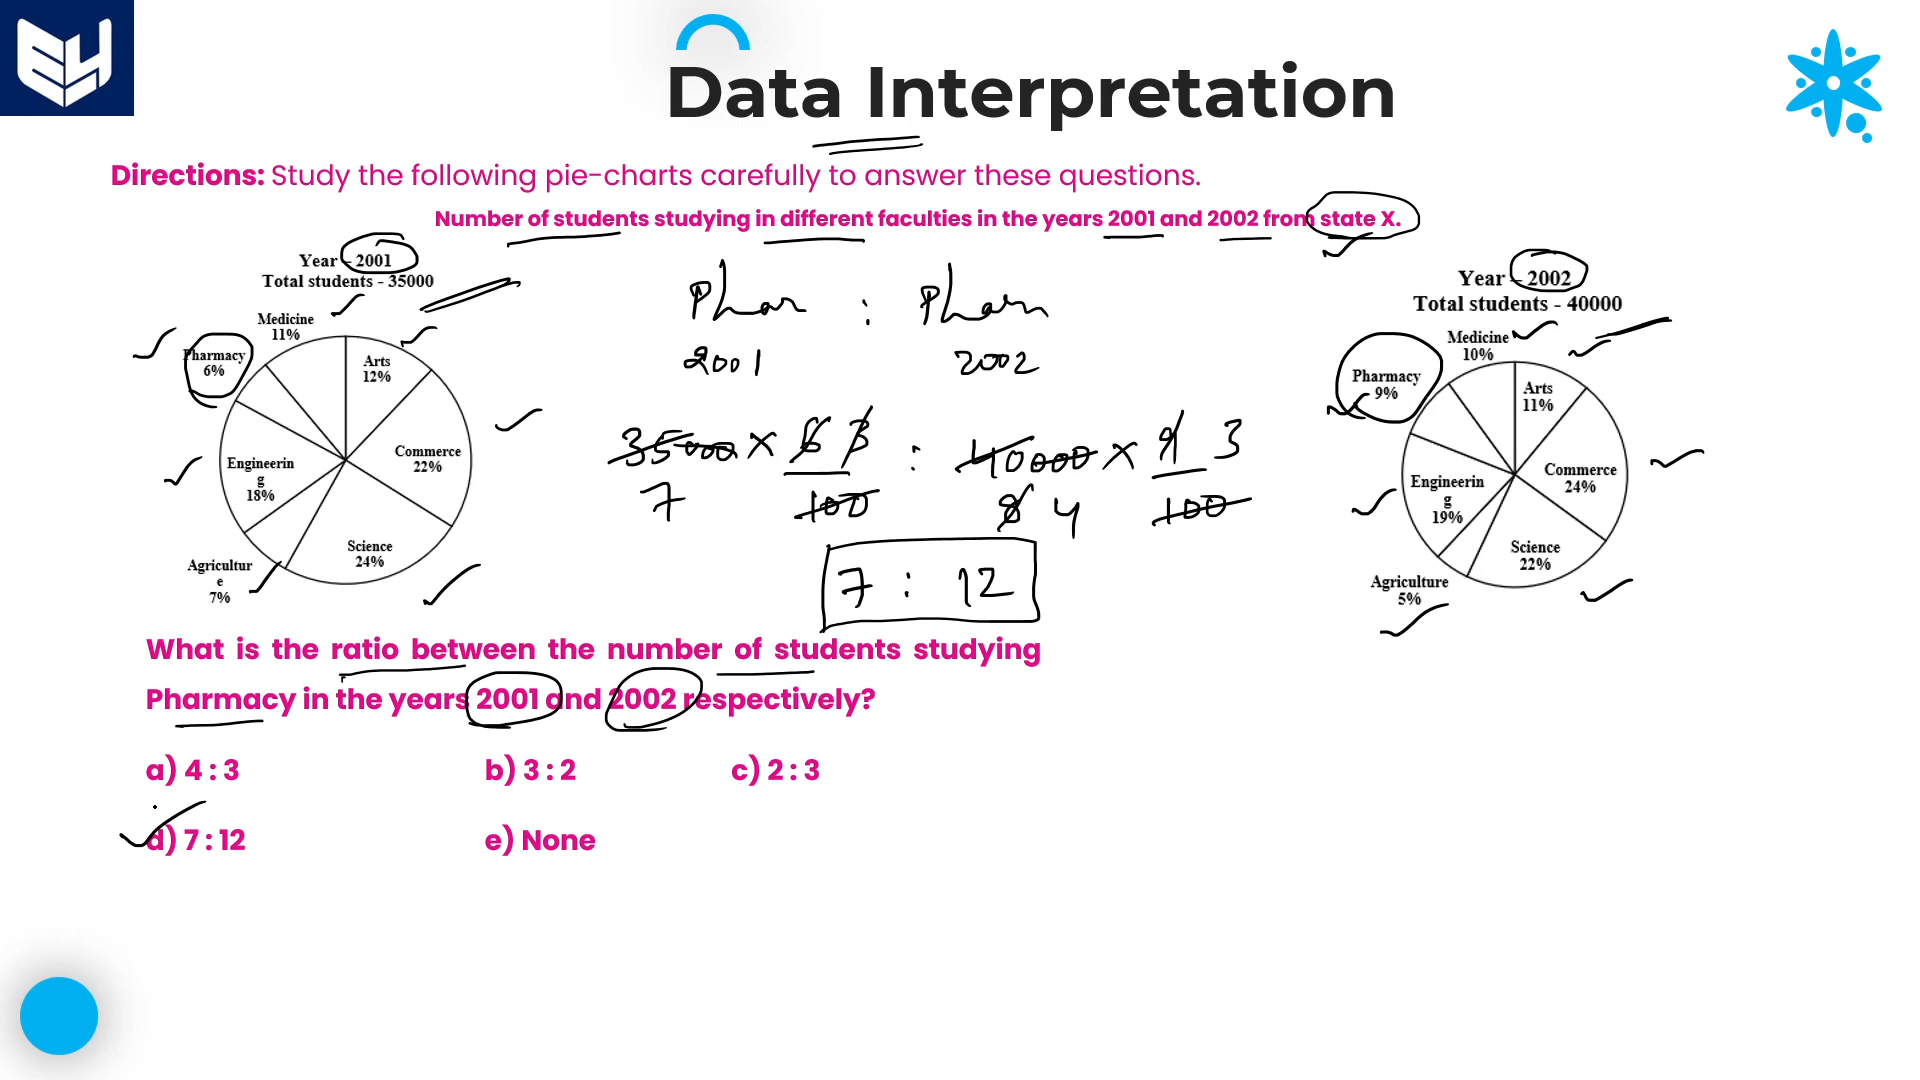 EY
Data Interpretation
Directions: Study the following pie-charts carefully to answer these questions.
Number of students studying in different faculties in the years 2001 and 2002 from state X.
Year - 2001
Total students - 35000
Medicine
11%
Pharmacy
6%
Arts
12%
Commerce
22%
Engineerin
g
18%
Science
24%
Agricultur
e
7%
Phar : Pharm
2001 2002
35000 × 6 3 : 40000 × 9 3
7 100 8 4 100
7 : 12
Year - 2002
Total students - 40000
Medicine
10%
Pharmacy
9%
Arts
11%
Commerce
24%
Engineerin
g
19%
Science
22%
Agriculture
5%
What is the ratio between the number of students studying
Pharmacy in the years 2001 and 2002 respectively?
a) 4 : 3 b) 3 : 2 c) 2 : 3
d) 7 : 12 e) None